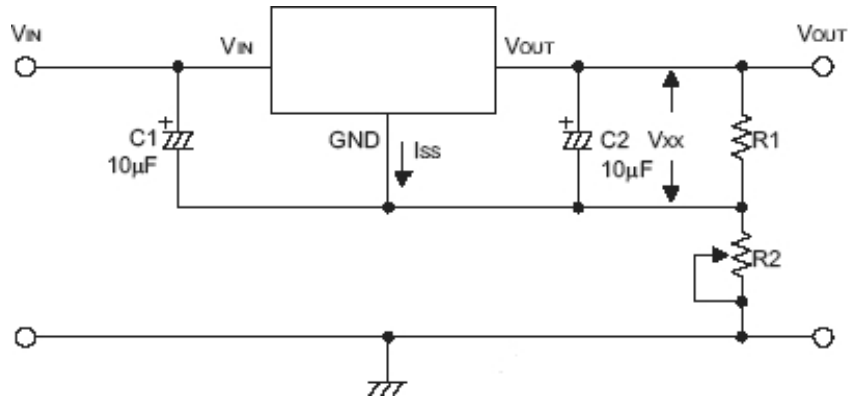 VIN
VIN
VOUT
VOUT
C1
10µF
GND
ISS
C2
10µF
VXX
R1
R2